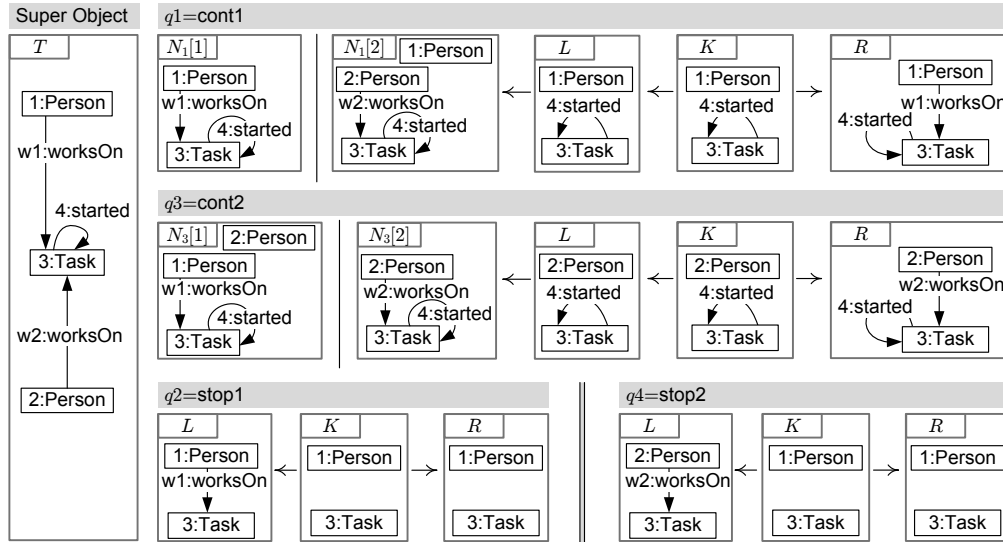 Super Object
T
1:Person
w1:worksOn
4:started
3:Task
w2:worksOn
2:Person
q1=cont1
N₁[1]
1:Person
w1:worksOn
4:started
3:Task
N₁[2]
1:Person
2:Person
w2:worksOn
4:started
3:Task
L
1:Person
4:started
3:Task
K
1:Person
4:started
3:Task
R
1:Person
w1:worksOn
4:started
3:Task
q3=cont2
N₃[1]
2:Person
1:Person
w1:worksOn
4:started
3:Task
N₃[2]
2:Person
w2:worksOn
4:started
3:Task
L
2:Person
4:started
3:Task
K
2:Person
4:started
3:Task
R
2:Person
w2:worksOn
4:started
3:Task
q2=stop1
L
1:Person
w1:worksOn
3:Task
K
1:Person
3:Task
R
1:Person
3:Task
q4=stop2
L
2:Person
w2:worksOn
3:Task
K
1:Person
3:Task
R
1:Person
3:Task